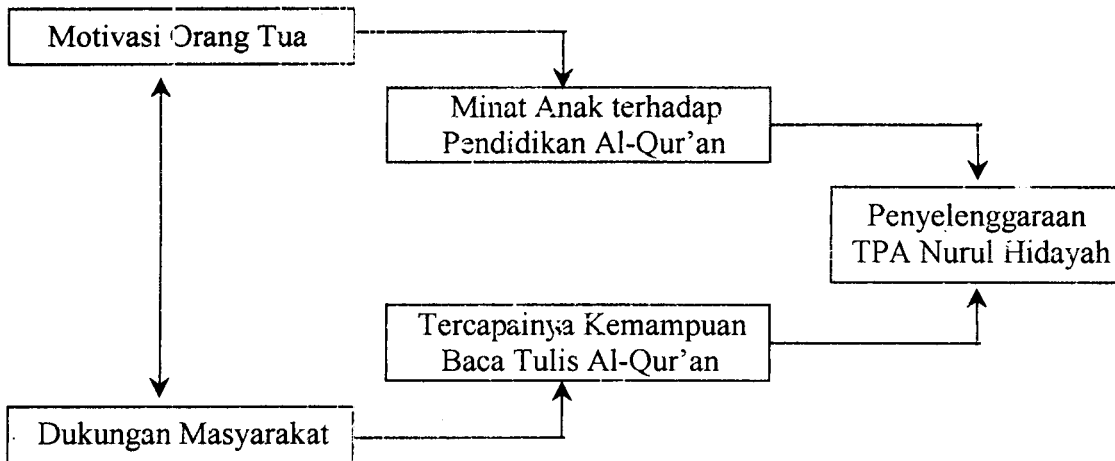 Motivasi Orang Tua
Minat Anak terhadap
Pendidikan Al-Qur'an
Penyelenggaraan
TPA Nurul Hidayah
Tercapainya Kemampuan
Baca Tulis Al-Qur'an
Dukungan Masyarakat